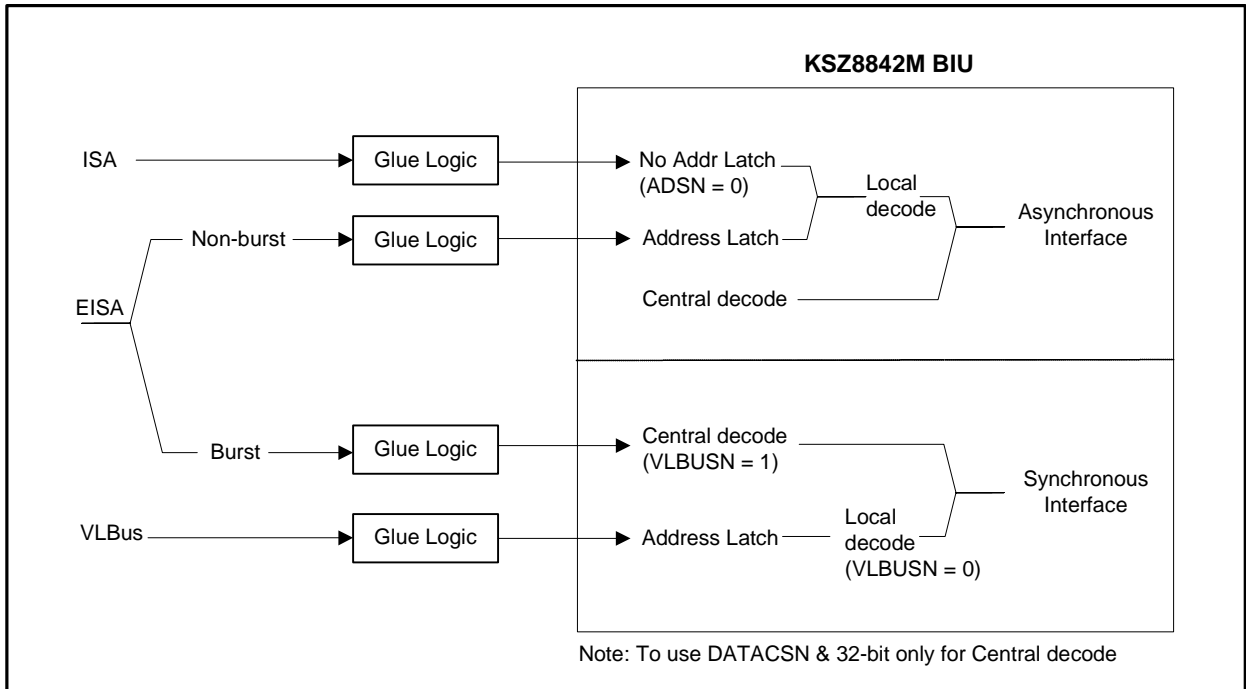 KSZ8842M BIU
ISA
Glue Logic
No Addr Latch
(ADSN = 0)
Local
decode
Asynchronous
Interface
EISA
Non-burst
Glue Logic
Address Latch
Central decode
Burst
Glue Logic
Central decode
(VLBUSN = 1)
Synchronous
Interface
VLBus
Glue Logic
Address Latch
Local
decode
(VLBUSN = 0)
Note: To use DATACSN & 32-bit only for Central decode